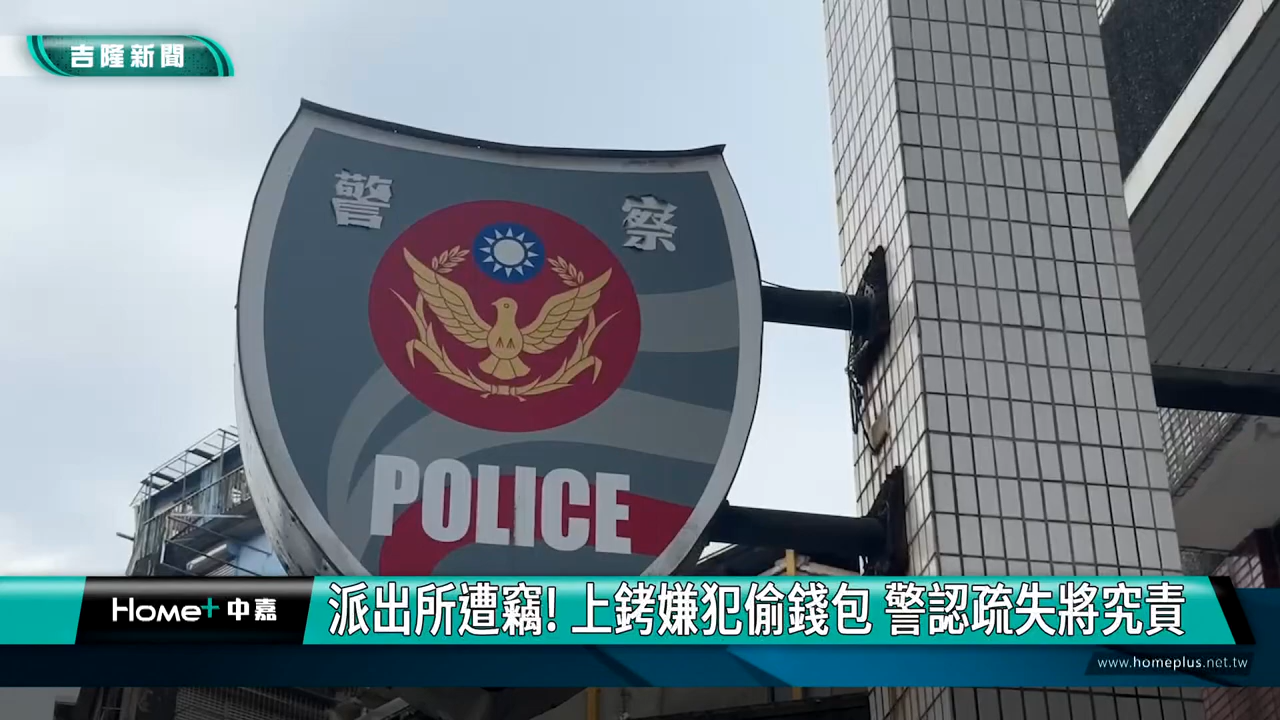 吉隆新聞
警 察
POLICE
Home+ 中嘉
派出所遭竊! 上銬嫌犯偷錢包 警認疏失將究責
www.homeplus.net.tw